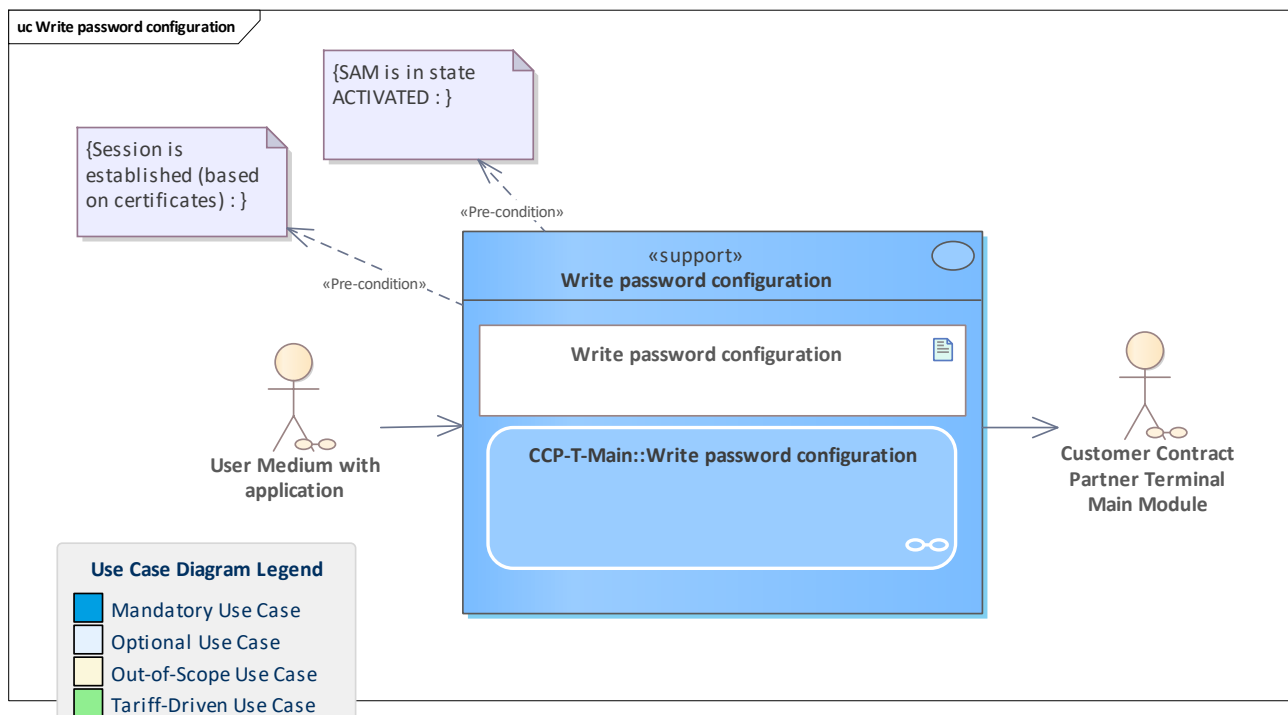 uc Write password configuration
{SAM is in state
ACTIVATED : }
{Session is
established (based
on certificates) : }
«Pre-condition»
«Pre-condition»
«support»
Write password configuration
Write password configuration
CCP-T-Main::Write password configuration
User Medium with
application
Customer Contract
Partner Terminal
Main Module
Use Case Diagram Legend
Mandatory Use Case
Optional Use Case
Out-of-Scope Use Case
Tariff-Driven Use Case